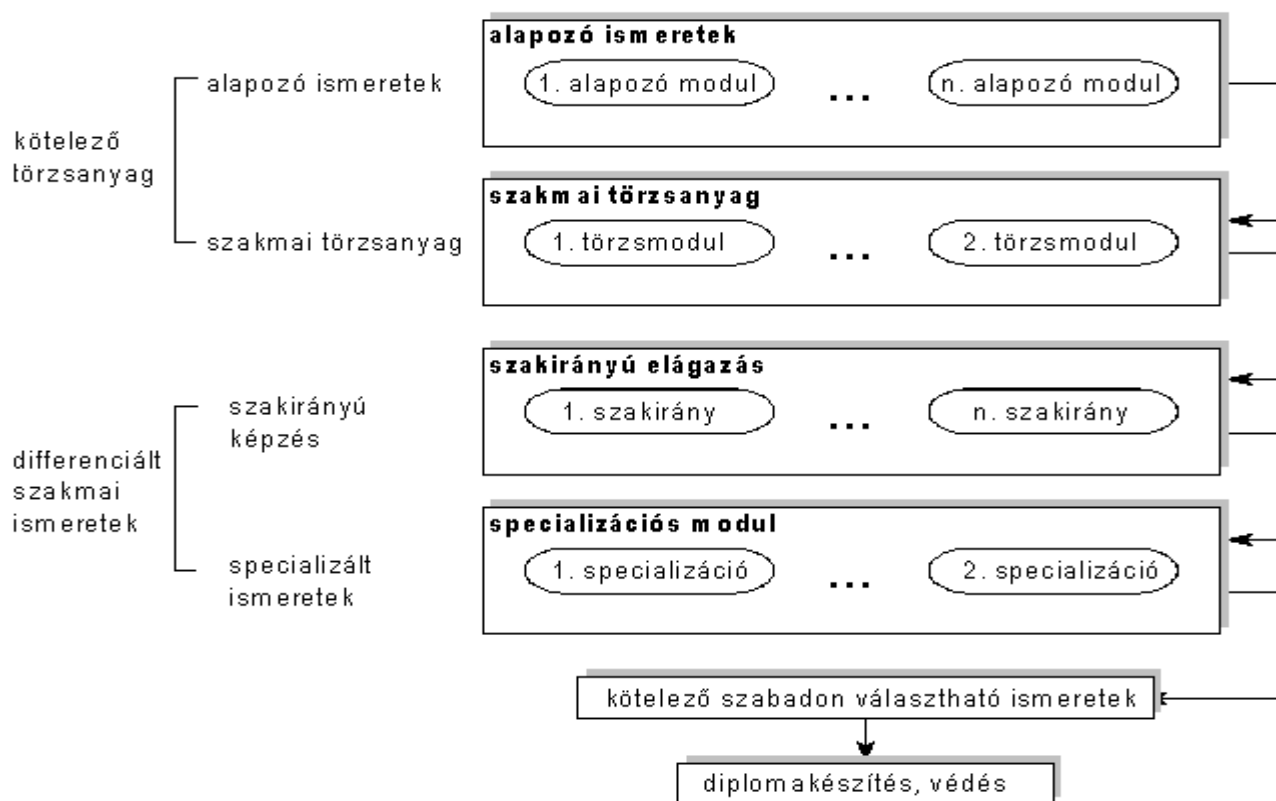 alapozó ismeretek
1. alapozó modul ... n. alapozó modul
alapozó ismeretek
kötelező
törzsanyag
szakmai törzsanyag
1. törzsmodul ... 2. törzsmodul
szakmai törzsanyag
szakirányú elágazás
1. szakirány ... n. szakirány
szakirányú
képzés
differenciált
szakmai
ismeretek
specializációs modul
1. specializáció ... 2. specializáció
specializált
ismeretek
kötelező szabadon választható ismeretek
diplomakészítés, védés